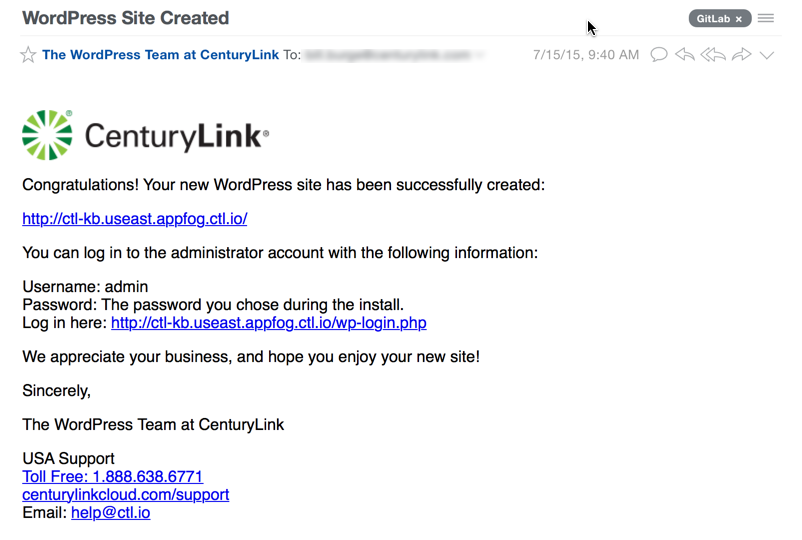 WordPress Site Created
GitLab ×
The WordPress Team at CenturyLink To:
7/15/15, 9:40 AM
CenturyLink®
Congratulations! Your new WordPress site has been successfully created:
http://ctl-kb.useast.appfog.ctl.io/
You can log in to the administrator account with the following information:
Username: admin
Password: The password you chose during the install.
Log in here: http://ctl-kb.useast.appfog.ctl.io/wp-login.php
We appreciate your business, and hope you enjoy your new site!
Sincerely,
The WordPress Team at CenturyLink
USA Support
Toll Free: 1.888.638.6771
centurylinkcloud.com/support
Email: help@ctl.io